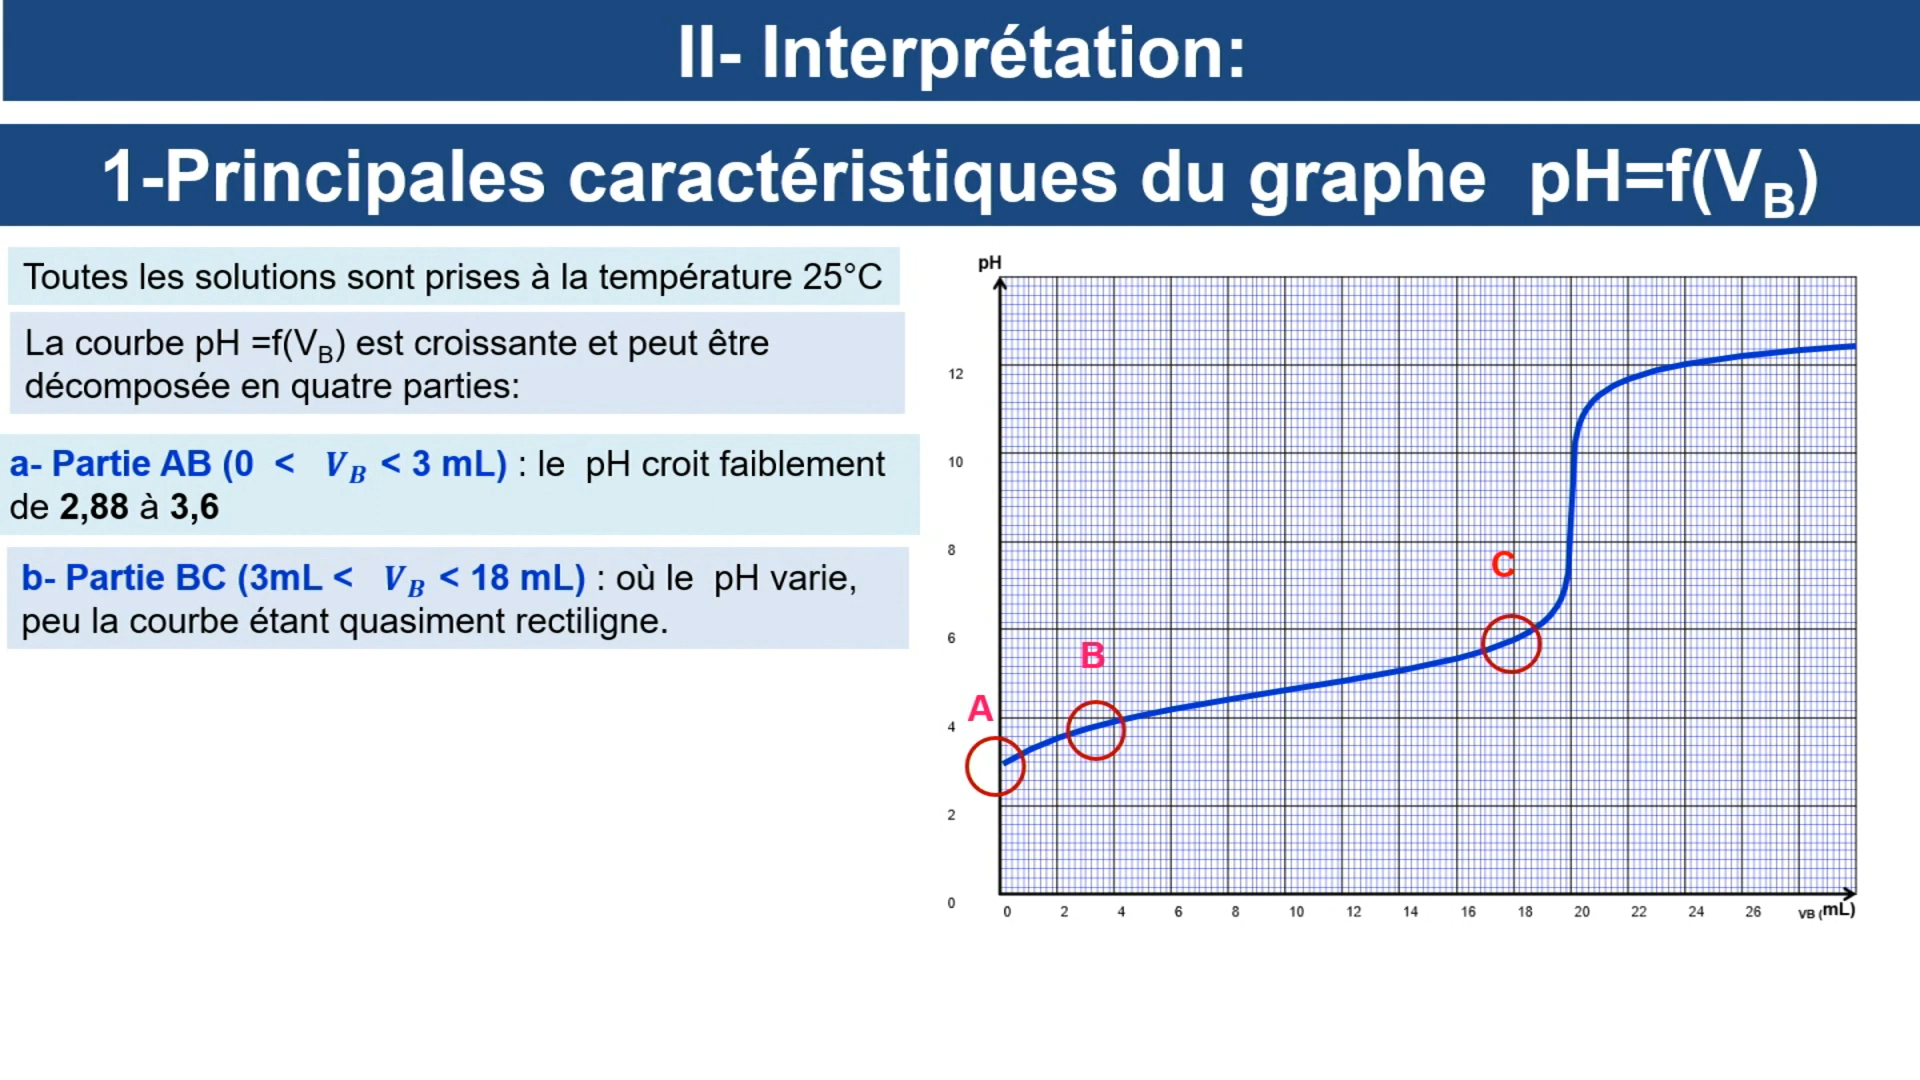 II- Interprétation:
1-Principales caractéristiques du graphe pH=f(VB)
Toutes les solutions sont prises à la température 25°C
La courbe pH =f(VB) est croissante et peut être
décomposée en quatre parties:
a- Partie AB (0 < VB < 3 mL) : le pH croit faiblement
de 2,88 à 3,6
b- Partie BC (3mL < VB < 18 mL) : où le pH varie,
peu la courbe étant quasiment rectiligne.
pH
12
10
8
6
4
2
0
A
B
C
0 2 4 6 8 10 12 14 16 18 20 22 24 26 VB (mL)